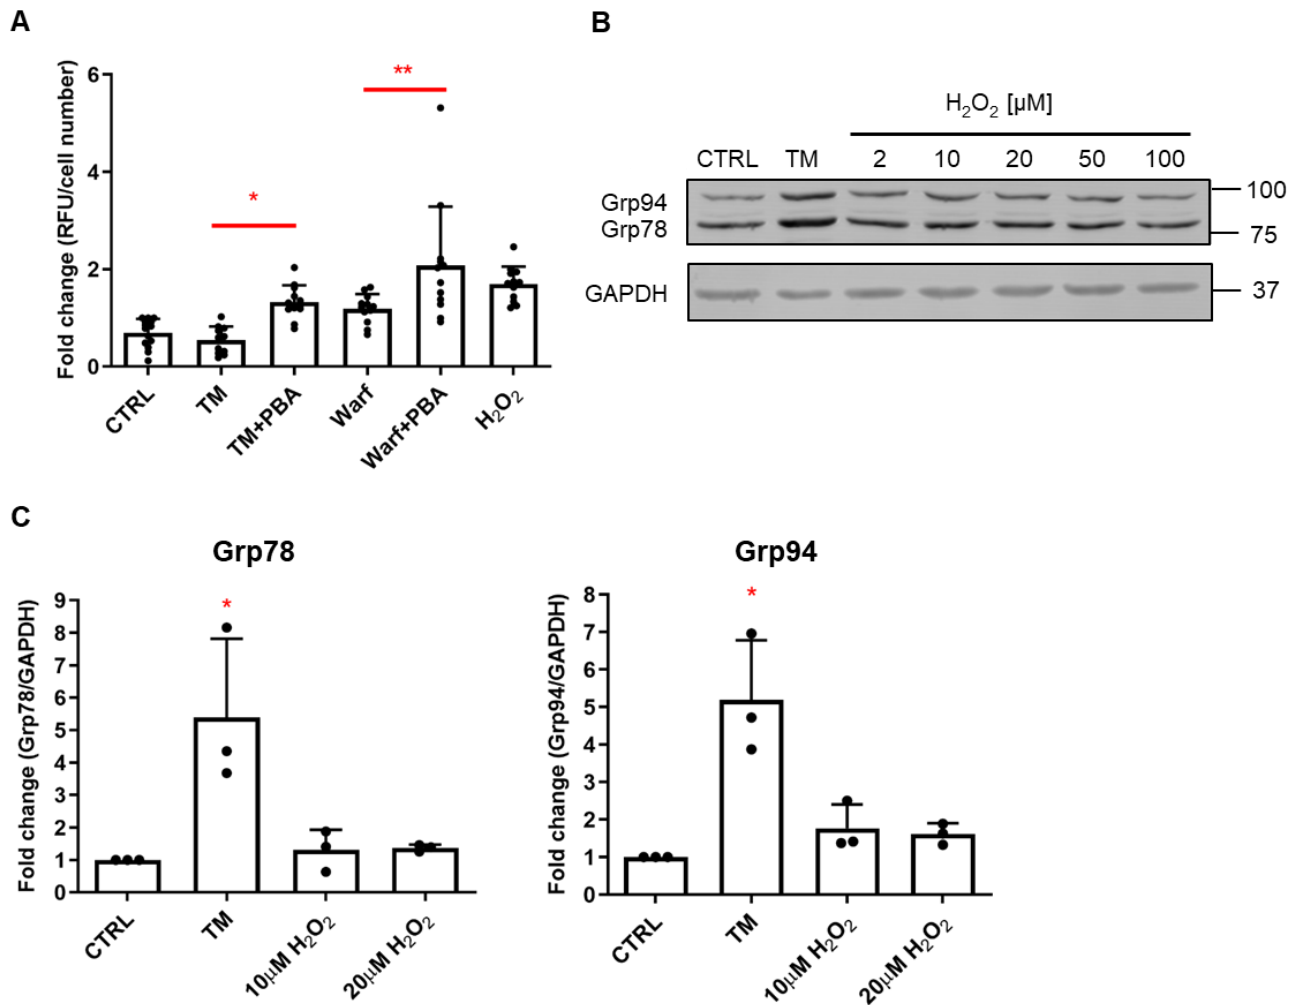 A
Fold change (RFU/cell number)
6
4
2
0
*
**
CTRL
TM
TM+PBA
Warf
Warf+PBA
H₂O₂
B
H₂O₂ [µM]
CTRL TM 2 10 20 50 100
Grp94
Grp78
100
75
GAPDH
37
C
Grp78
Fold change (Grp78/GAPDH)
9
8
7
6
5
4
3
2
1
0
*
CTRL
TM
10µM H₂O₂
20µM H₂O₂
Grp94
Fold change (Grp94/GAPDH)
8
7
6
5
4
3
2
1
0
*
CTRL
TM
10µM H₂O₂
20µM H₂O₂